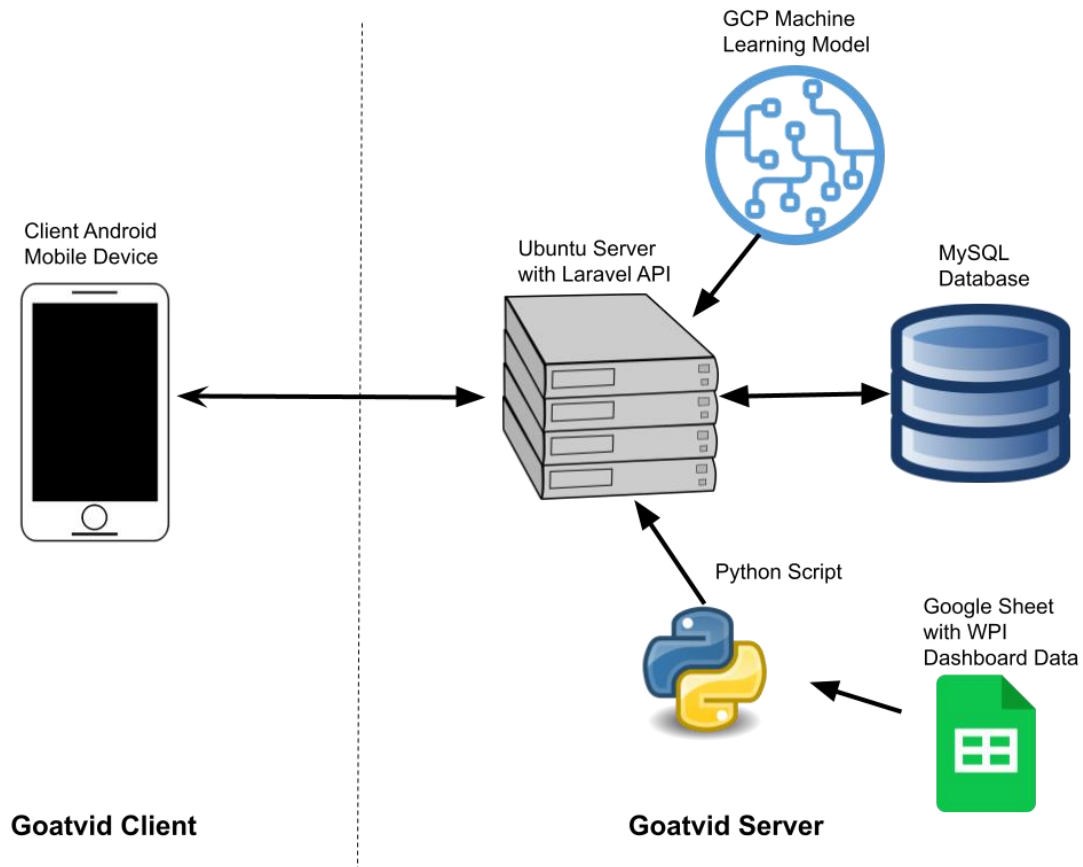 GCP Machine
Learning Model
Client Android
Mobile Device
Ubuntu Server
with Laravel API
MySQL
Database
Python Script
Google Sheet
with WPI
Dashboard Data
Goatvid Client
Goatvid Server